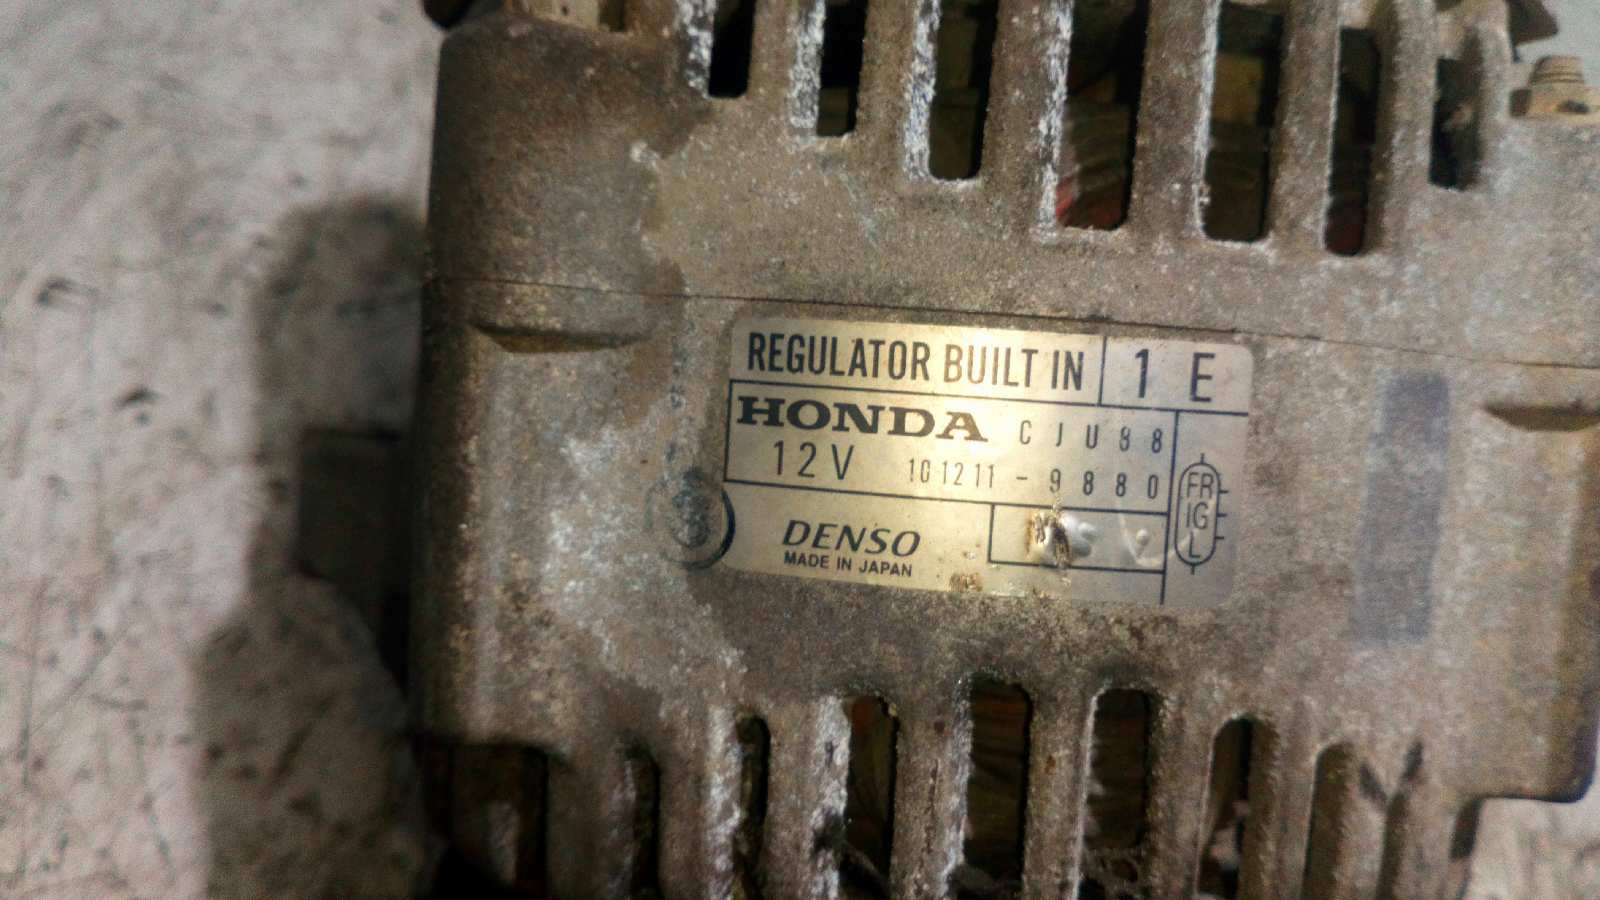 REGULATOR BUILT IN 1 E
HONDA CJU88
12V 101211-9880
DENSO
MADE IN JAPAN
FR
IG
L